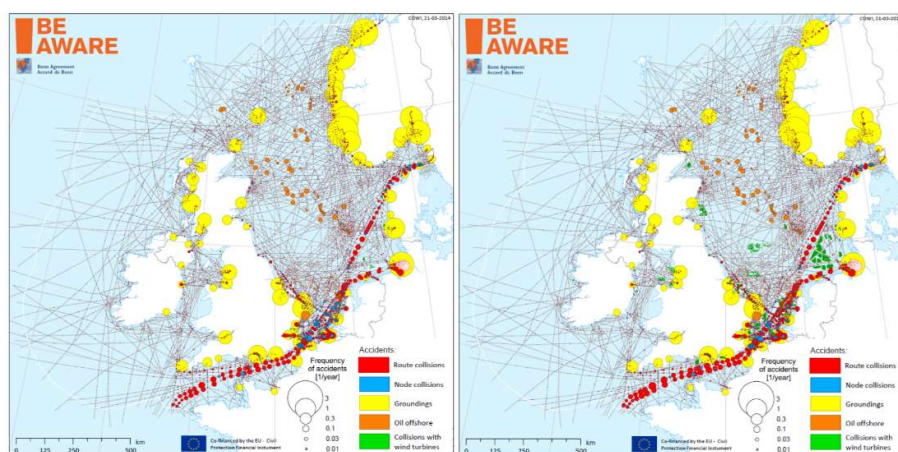 COWI, 21-03-2014
BE
AWARE
Bonn Agreement
Accord de Bonn
Frequency
of accidents
[1/year]
3
1
0.3
0.1
0.03
0.01
Accidents:
Route collisions
Node collisions
Groundings
Oil offshore
Collisions with
wind turbines
km
0 125 250 500
Co-financed by the EU - Civil
Protection Financial Instrument
BE
AWARE
Bonn Agreement
Accord de Bonn
Frequency
of accidents
[1/year]
3
1
0.3
0.1
0.03
0.01
Accidents:
Route collisions
Node collisions
Groundings
Oil offshore
Collisions with
wind turbines
km
0 125 250 500
Co-financed by the EU - Civil
Protection Financial Instrument